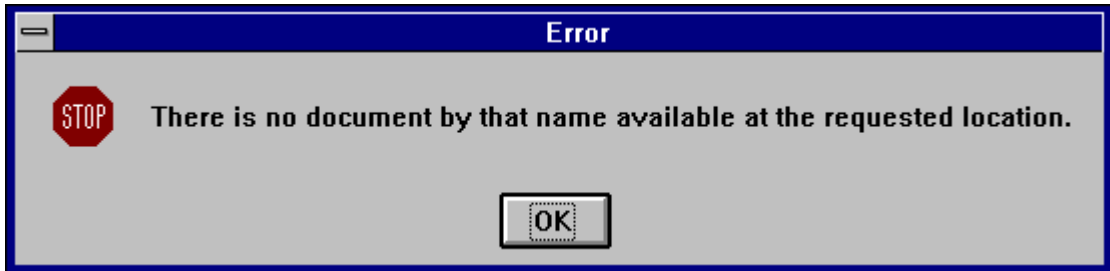 Error
STOP
There is no document by that name available at the requested location.
OK